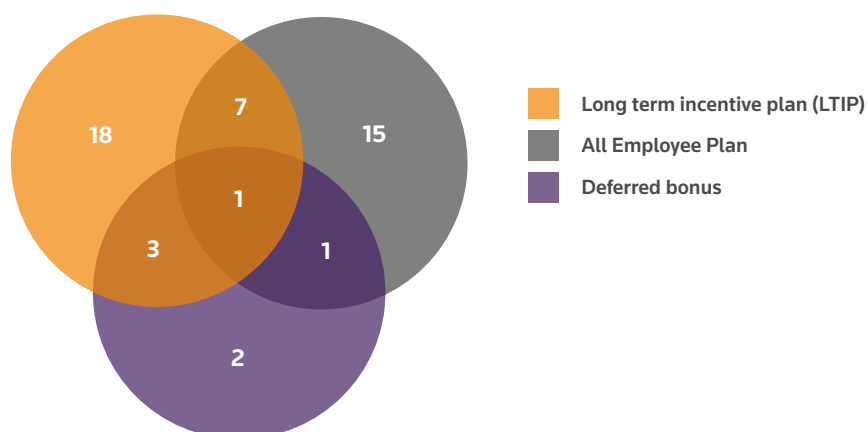 7
18
15
1
3
1
2
Long term incentive plan (LTIP)
All Employee Plan
Deferred bonus